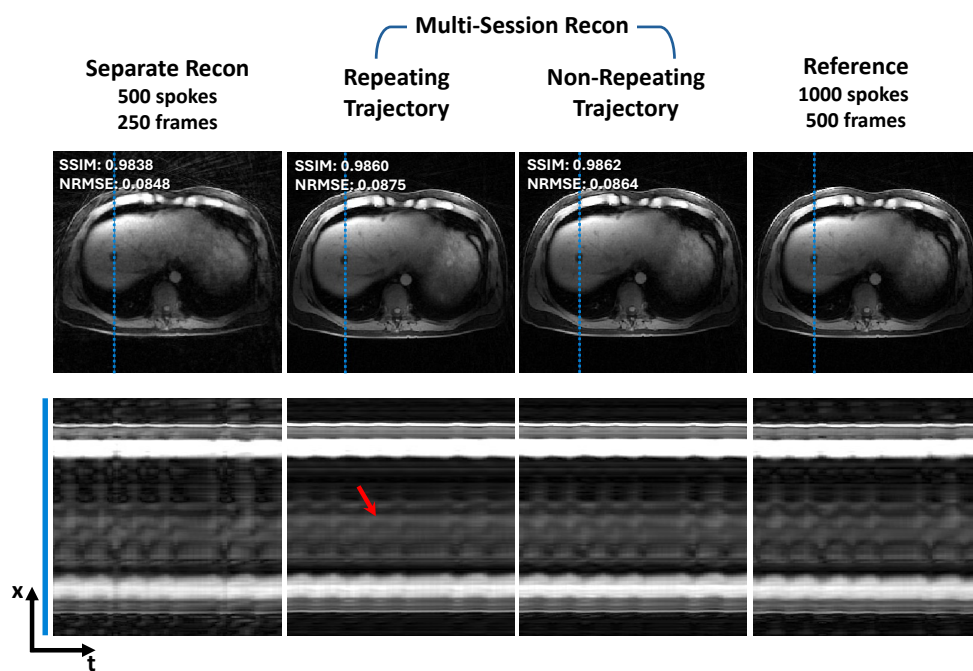 Multi-Session Recon
Separate Recon
500 spokes
250 frames
Repeating
Trajectory
Non-Repeating
Trajectory
Reference
1000 spokes
500 frames
SSIM: 0.9838
NRMSE: 0.0848
SSIM: 0.9860
NRMSE: 0.0875
SSIM: 0.9862
NRMSE: 0.0864
x
t